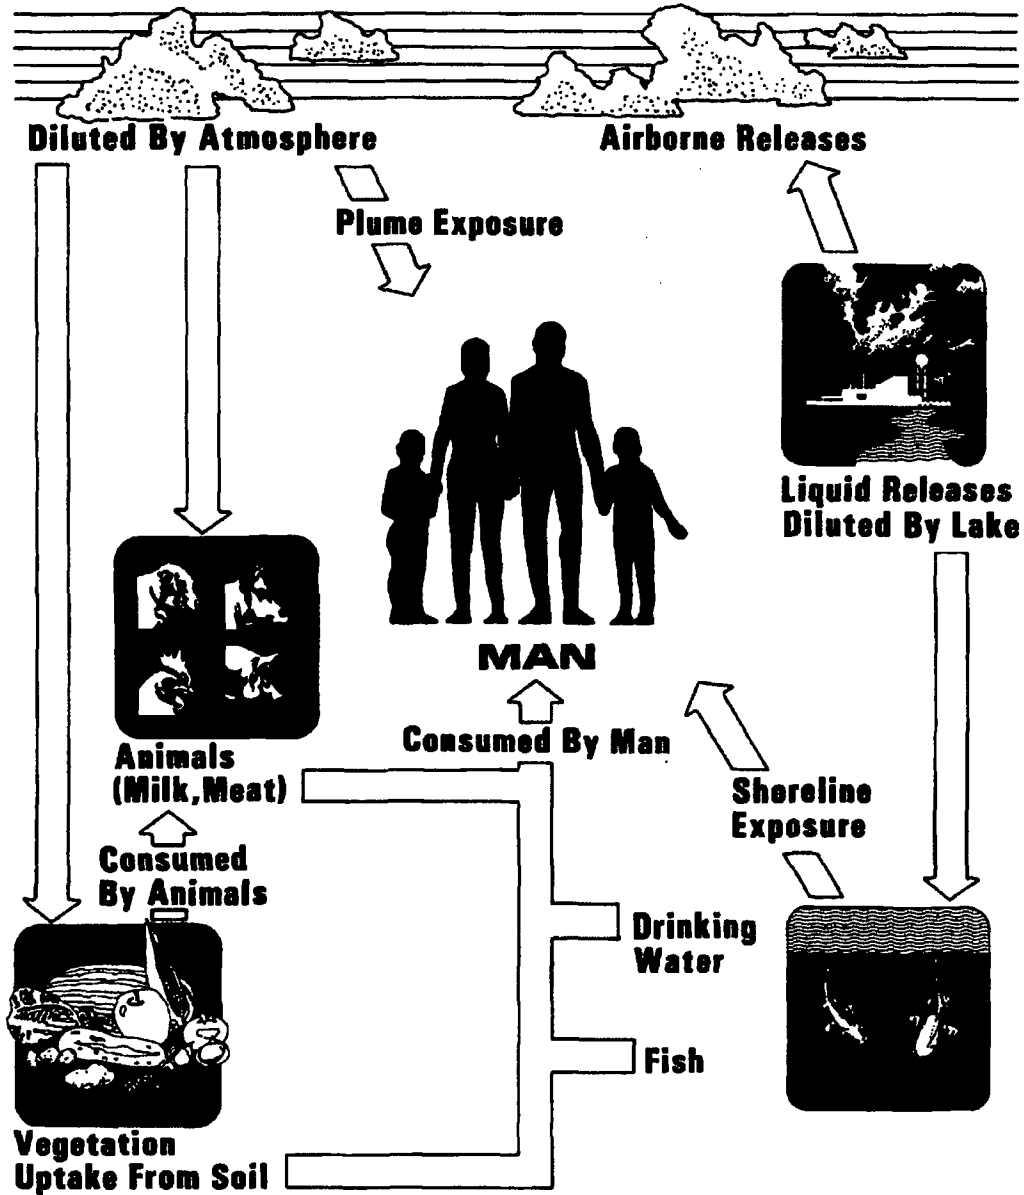 Diluted By Atmosphere
Airborne Releases
Plume Exposure
Liquid Releases
Diluted By Lake
MAN
Consumed By Man
Animals
(Milk,Meat)
Shoreline
Exposure
Consumed
By Animals
Drinking
Water
Fish
Vegetation
Uptake From Soil